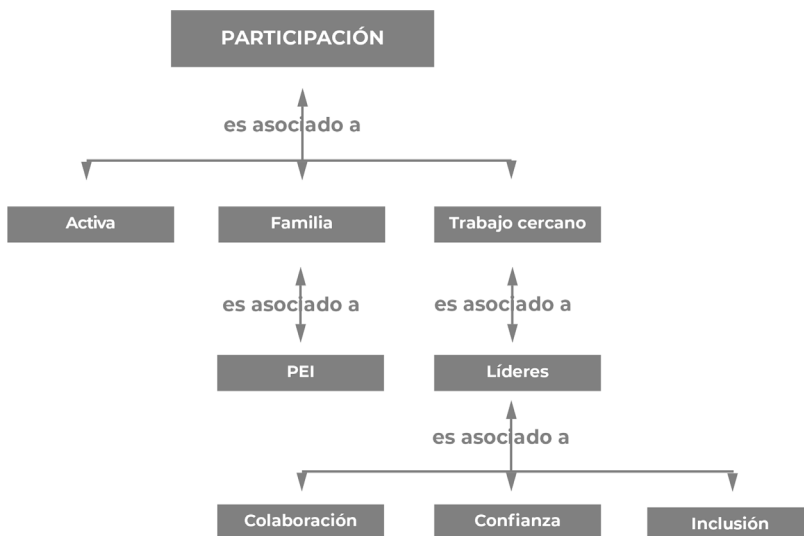 PARTICIPACIÓN
es asociado a
Activa
Familia
Trabajo cercano
es asociado a
es asociado a
PEI
Líderes
es asociado a
Colaboración
Confianza
Inclusión